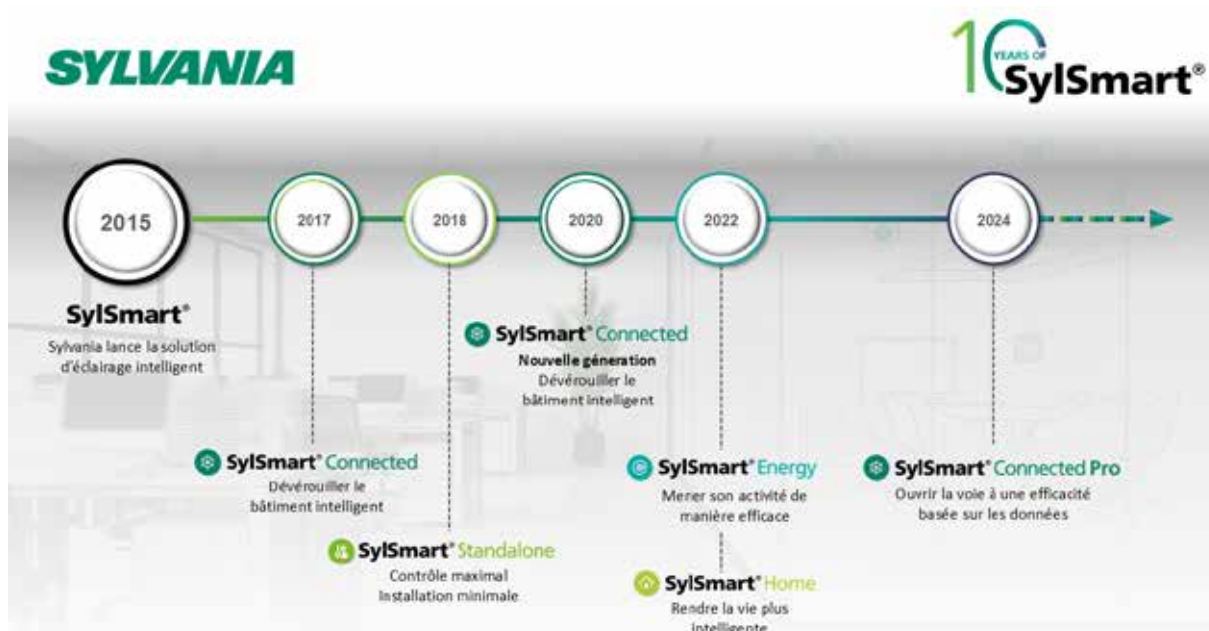 SYLVANIA
10 YEARS OF
SylSmart®
2015
2017
2018
2020
2022
2024
SylSmart®
Sylvania lance la solution
d'éclairage intelligent
SylSmart® Connected
Nouvelle géneration
Dévérouiller le
bâtiment intelligent
SylSmart® Connected
Dévérouiller le
bâtiment intelligent
SylSmart® Energy
Mener son activité de
manière efficace
SylSmart® Connected Pro
Ouvrir la voie à une efficacité
basée sur les données
SylSmart® Standalone
Contrôle maximal
Installation minimale
SylSmart® Home
Rendre la vie plus
intelligente